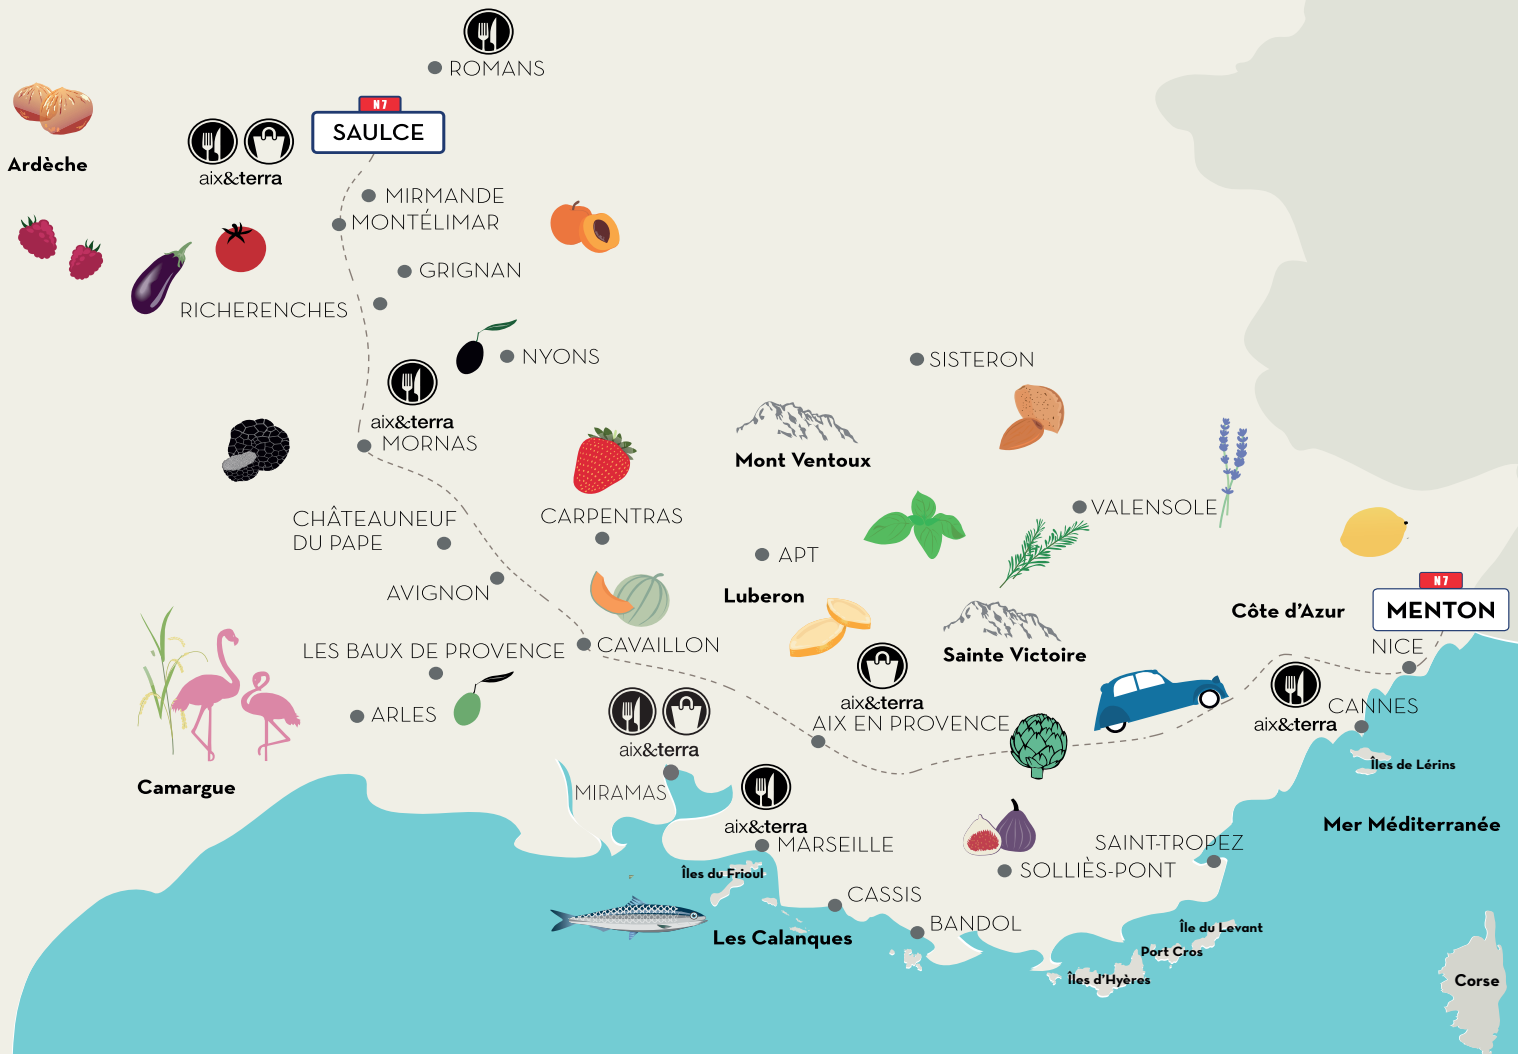 ROMANS
N7
SAULCE
Ardèche
aix&terra
MIRMANDE
MONTÉLIMAR
GRIGNAN
RICHERENCHES
NYONS
SISTERON
aix&terra
MORNAS
Mont Ventoux
VALENSOLE
CHÂTEAUNEUF
DU PAPE
CARPENTRAS
APT
AVIGNON
Luberon
N7
MENTON
Côte d'Azur
LES BAUX DE PROVENCE
CAVAILLON
Sainte Victoire
NICE
aix&terra
CANNES
ARLES
AIX EN PROVENCE
aix&terra
aix&terra
Îles de Lérins
Camargue
MIRAMAS
aix&terra
Mer Méditerranée
MARSEILLE
SAINT-TROPEZ
Îles du Frioul
SOLLIÈS-PONT
CASSIS
BANDOL
Île du Levant
Les Calanques
Port Cros
Îles d'Hyères
Corse